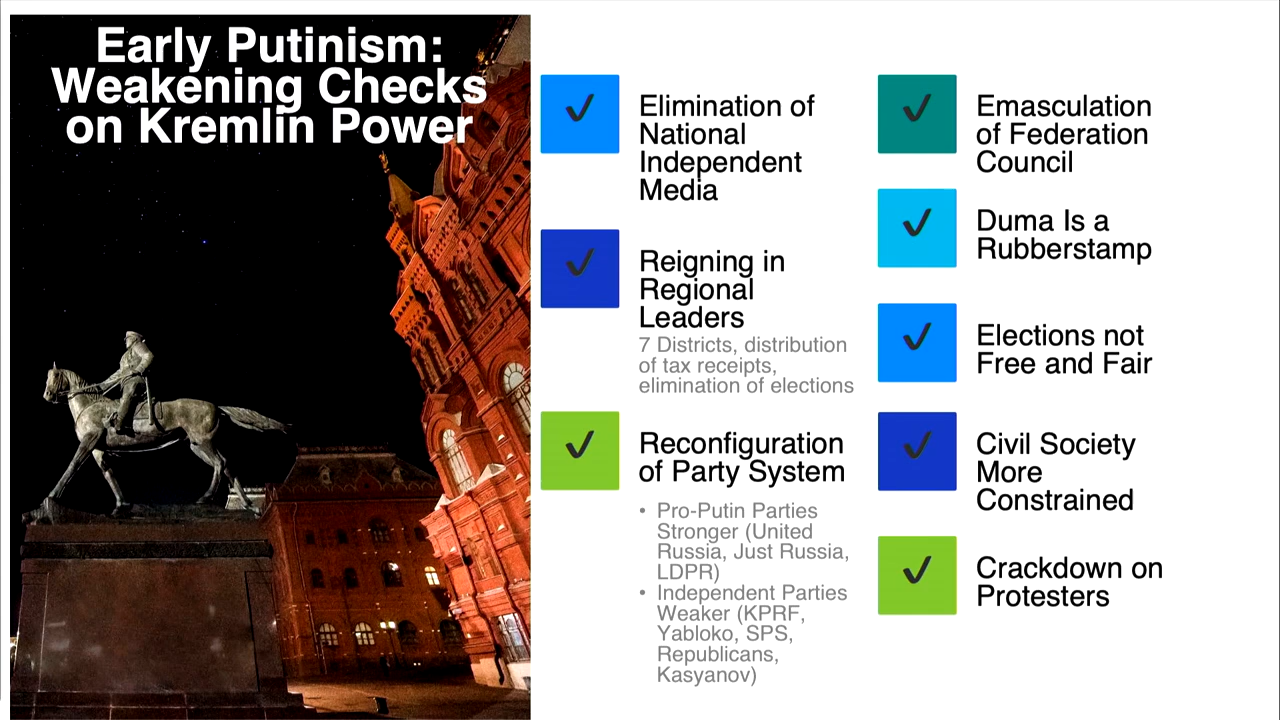 Early Putinism:
Weakening Checks
on Kremlin Power
Elimination of
National
Independent
Media
Reigning in
Regional
Leaders
7 Districts, distribution
of tax receipts,
elimination of elections
Reconfiguration
of Party System
• Pro-Putin Parties
Stronger (United
Russia, Just Russia,
LDPR)
• Independent Parties
Weaker (KPRF,
Yabloko, SPS,
Republicans,
Kasyanov)
Emasculation
of Federation
Council
Duma Is a
Rubberstamp
Elections not
Free and Fair
Civil Society
More
Constrained
Crackdown on
Protesters